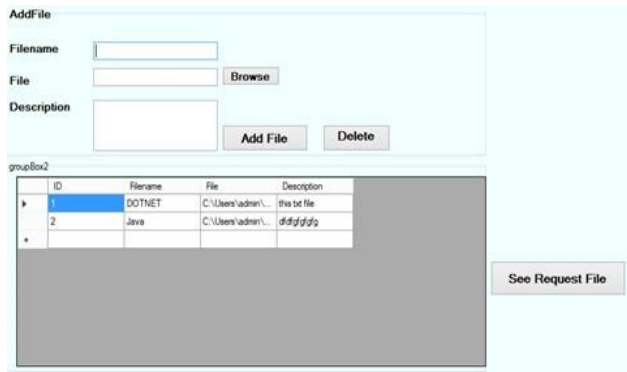 AddFile
Filename
File Browse
Description
Add File Delete
groupBox2
ID Filename File Description
1 DOTNET C:\Users\admin\... this txt file
2 Java C:\Users\admin\... dfdfgfgfgfg
See Request File